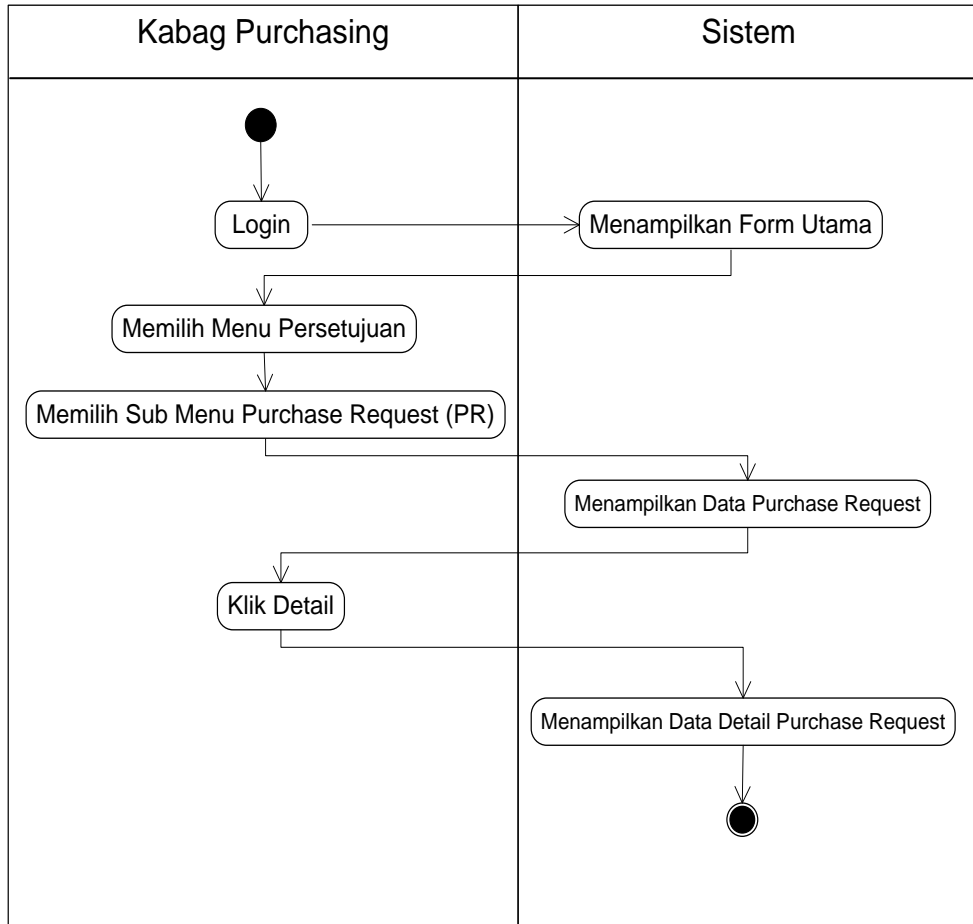 Kabag Purchasing
Sistem
Login
Menampilkan Form Utama
Memilih Menu Persetujuan
Memilih Sub Menu Purchase Request (PR)
Menampilkan Data Purchase Request
Klik Detail
Menampilkan Data Detail Purchase Request